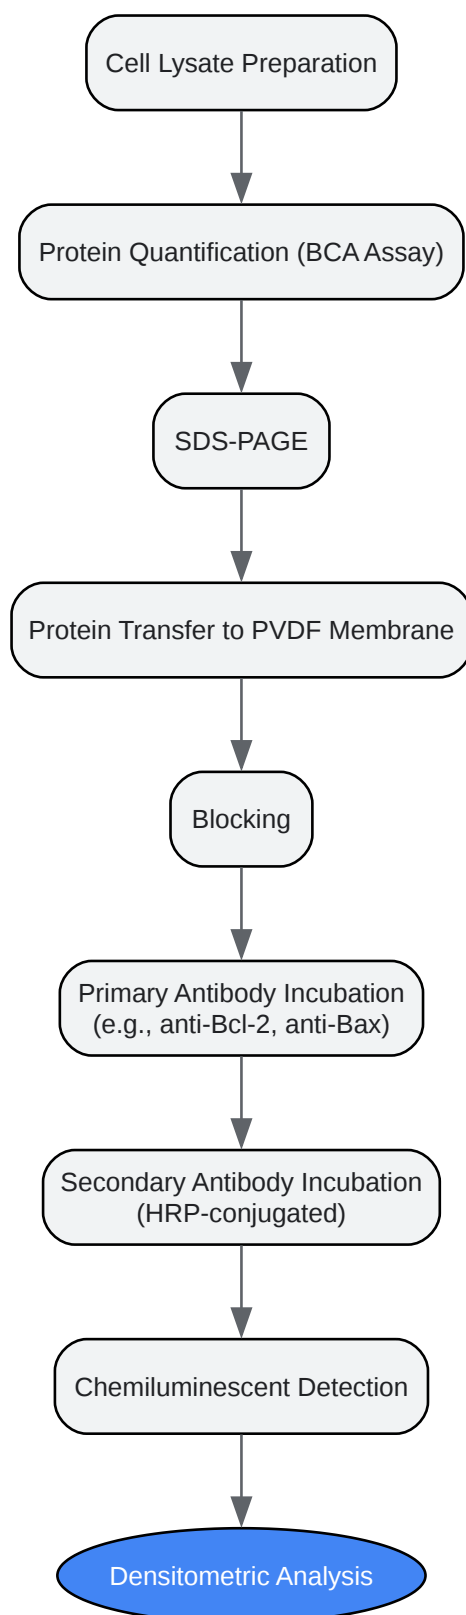 Cell Lysate Preparation
Protein Quantification (BCA Assay)
SDS-PAGE
Protein Transfer to PVDF Membrane
Blocking
Primary Antibody Incubation
(e.g., anti-Bcl-2, anti-Bax)
Secondary Antibody Incubation
(HRP-conjugated)
Chemiluminescent Detection
Densitometric Analysis